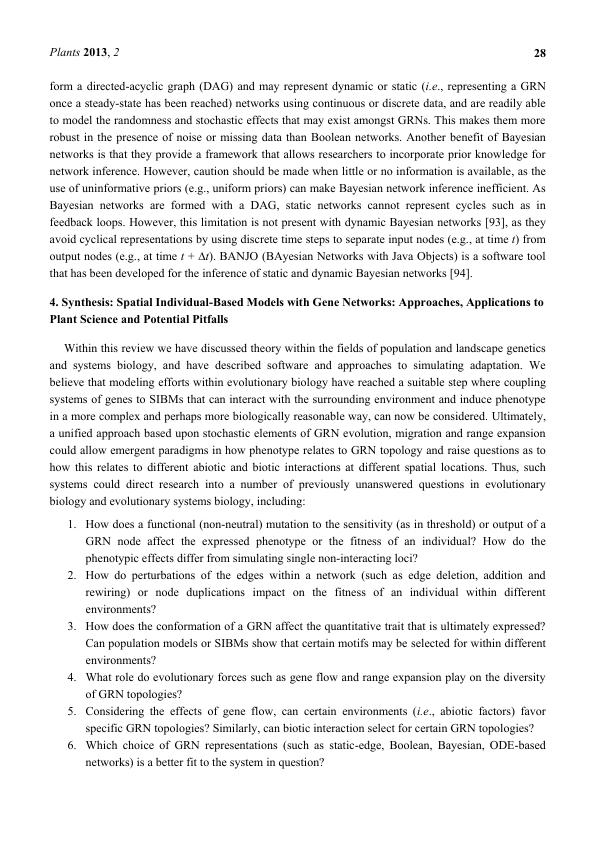 Plants 2013, 2
28
form a directed-acyclic graph (DAG) and may represent dynamic or static (i.e., representing a GRN
once a steady-state has been reached) networks using continuous or discrete data, and are readily able
to model the randomness and stochastic effects that may exist amongst GRNs. This makes them more
robust in the presence of noise or missing data than Boolean networks. Another benefit of Bayesian
networks is that they provide a framework that allows researchers to incorporate prior knowledge for
network inference. However, caution should be made when little or no information is available, as the
use of uninformative priors (e.g., uniform priors) can make Bayesian network inference inefficient. As
Bayesian networks are formed with a DAG, static networks cannot represent cycles such as in
feedback loops. However, this limitation is not present with dynamic Bayesian networks [93], as they
avoid cyclical representations by using discrete time steps to separate input nodes (e.g., at time t) from
output nodes (e.g., at time t + Δt). BANJO (BAyesian Networks with Java Objects) is a software tool
that has been developed for the inference of static and dynamic Bayesian networks [94].
4. Synthesis: Spatial Individual-Based Models with Gene Networks: Approaches, Applications to
Plant Science and Potential Pitfalls
Within this review we have discussed theory within the fields of population and landscape genetics
and systems biology, and have described software and approaches to simulating adaptation. We
believe that modeling efforts within evolutionary biology have reached a suitable step where coupling
systems of genes to SIBMs that can interact with the surrounding environment and induce phenotype
in a more complex and perhaps more biologically reasonable way, can now be considered. Ultimately,
a unified approach based upon stochastic elements of GRN evolution, migration and range expansion
could allow emergent paradigms in how phenotype relates to GRN topology and raise questions as to
how this relates to different abiotic and biotic interactions at different spatial locations. Thus, such
systems could direct research into a number of previously unanswered questions in evolutionary
biology and evolutionary systems biology, including:
1. How does a functional (non-neutral) mutation to the sensitivity (as in threshold) or output of a
GRN node affect the expressed phenotype or the fitness of an individual? How do the
phenotypic effects differ from simulating single non-interacting loci?
2. How do perturbations of the edges within a network (such as edge deletion, addition and
rewiring) or node duplications impact on the fitness of an individual within different
environments?
3. How does the conformation of a GRN affect the quantitative trait that is ultimately expressed?
Can population models or SIBMs show that certain motifs may be selected for within different
environments?
4. What role do evolutionary forces such as gene flow and range expansion play on the diversity
of GRN topologies?
5. Considering the effects of gene flow, can certain environments (i.e., abiotic factors) favor
specific GRN topologies? Similarly, can biotic interaction select for certain GRN topologies?
6. Which choice of GRN representations (such as static-edge, Boolean, Bayesian, ODE-based
networks) is a better fit to the system in question?